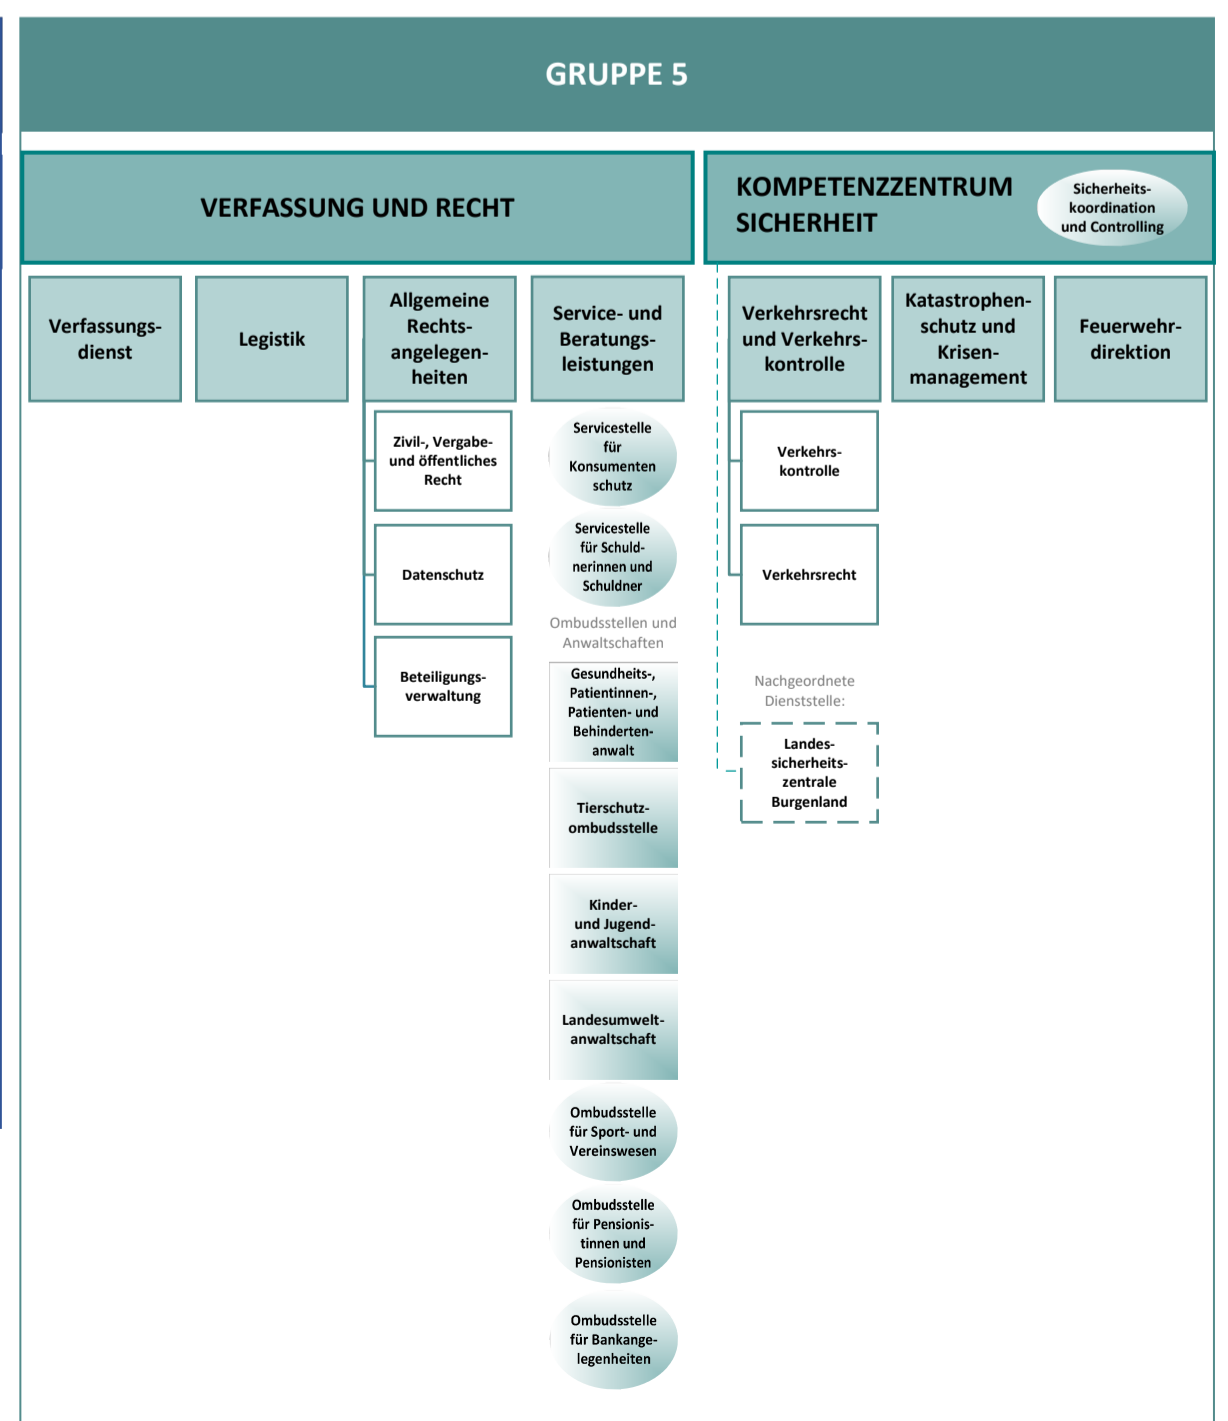 GRUPPE 5
VERFASSUNG UND RECHT
KOMPETENZZENTRUM
SICHERHEIT
Sicherheits-
koordination
und Controlling
Verfassungs-
dienst
Legistik
Allgemeine
Rechts-
angelegen-
heiten
Service- und
Beratungs-
leistungen
Verkehrsrecht
und Verkehrs-
kontrolle
Katastrophen-
schutz und
Krisen-
management
Feuerwehr-
direktion
Zivil-, Vergabe-
und öffentliches
Recht
Datenschutz
Beteiligungs-
verwaltung
Servicestelle
für
Konsumenten
schutz
Servicestelle
für Schuld-
nerinnen und
Schuldner
Ombudsstellen und
Anwaltschaften
Gesundheits-,
Patientinnen-,
Patienten- und
Behinderten-
anwalt
Tierschutz-
ombudsstelle
Kinder-
und Jugend-
anwaltschaft
Landesumwelt-
anwaltschaft
Ombudsstelle
für Sport- und
Vereinswesen
Ombudsstelle
für Pensionis-
tinnen und
Pensionisten
Ombudsstelle
für Bankange-
legenheiten
Verkehrs-
kontrolle
Verkehrsrecht
Nachgeordnete
Dienststelle:
Landes-
sicherheits-
zentrale
Burgenland